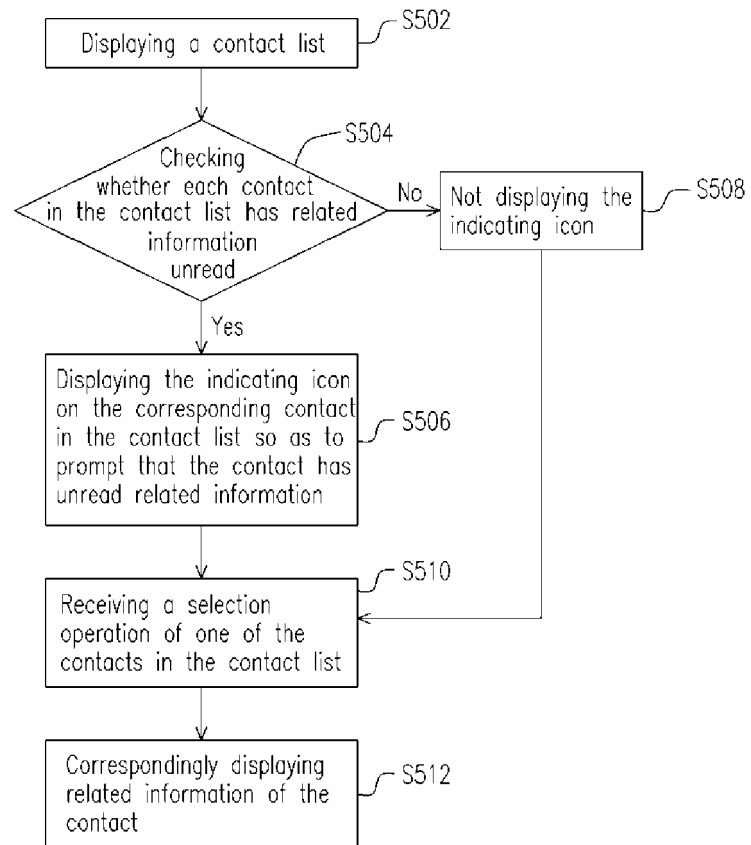 Displaying a contact list
S502
S504
Checking
whether each contact
in the contact list has related
information
unread
No
Not displaying the
indicating icon
S508
Yes
Displaying the indicating icon
on the corresponding contact
in the contact list so as to
prompt that the contact has
unread related information
S506
S510
Receiving a selection
operation of one of the
contacts in the contact list
Correspondingly displaying
related information of the
contact
S512